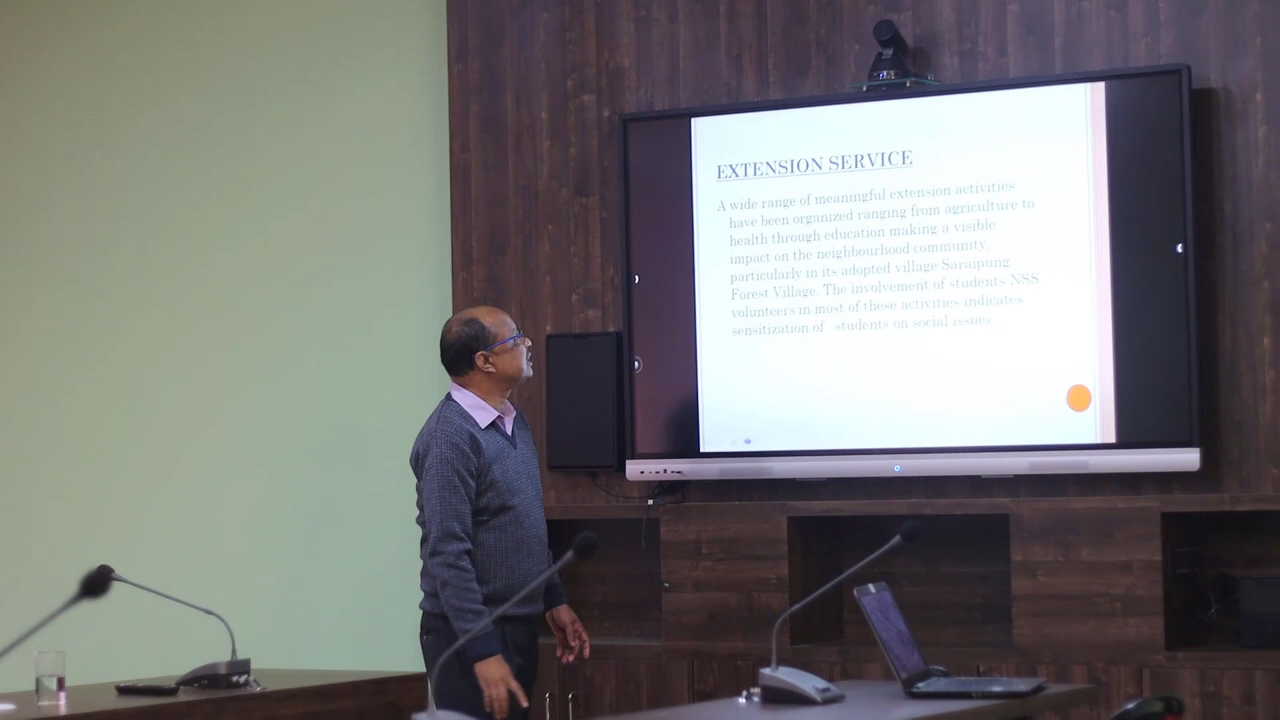 EXTENSION SERVICE
A wide range of meaningful extension activities
have been organized ranging from agriculture to
health through education making a visible
impact on the neighbourhood community,
particularly in its adopted village Saraipung
Forest Village. The involvement of students NSS
volunteers in most of these activities indicates
sensitization of students on social issues